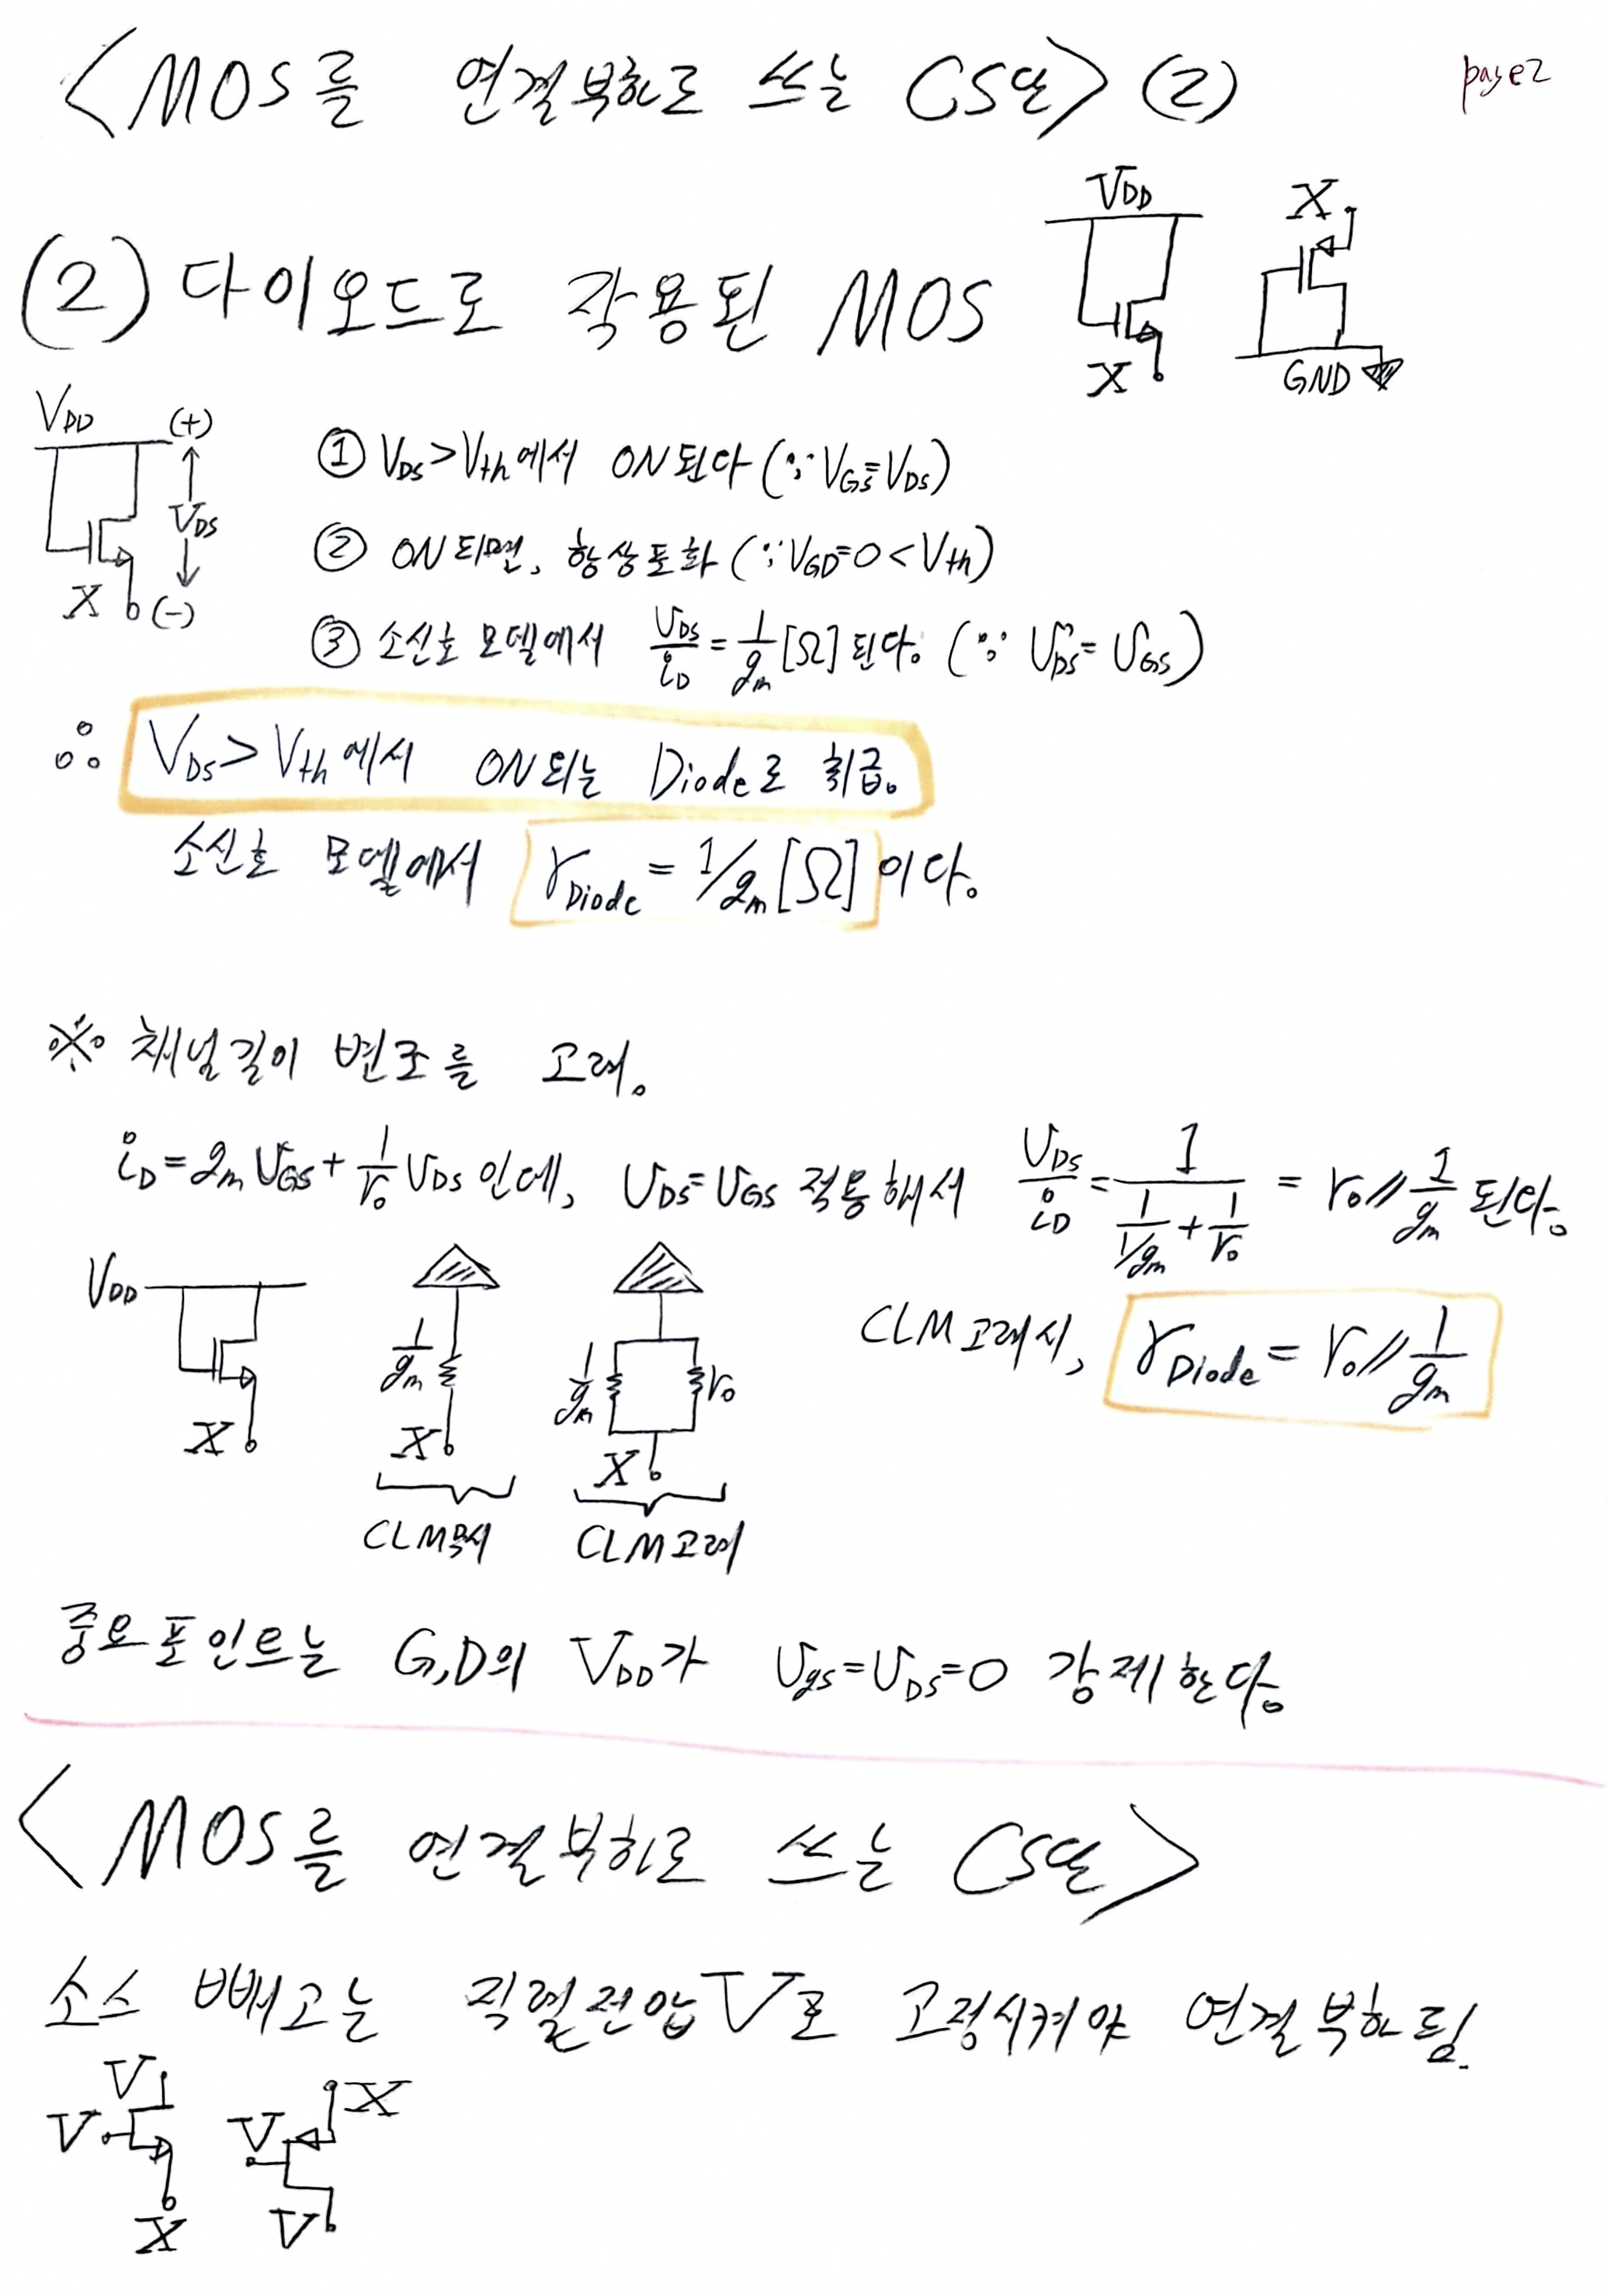 <MOS를 연결부하로 쓰는 CS단> (2)
page2
(2) 다이오드로 작용된 MOS
VDD
X
X
GND
VDD (+)
VDS
X (-)
① VDS>Vth에서 ON된다 (∵VGS=VDS)
② ON되면, 항상포화 (∵VGD=0<Vth)
③ 소신호 모델에서 vDS/iD = 1/gm [Ω] 된다. (∵ vDS = vGS)
∴ VDS>Vth에서 ON되는 Diode로 취급.
소신호 모델에서 rDiode = 1/gm [Ω] 이다.
※ 채널길이 변조를 고려.
iD = gm vGS + 1/ro vDS 인데, vDS=vGS 적용해서 vDS/iD = 1/(1/(1/gm) + 1/ro) = ro // 1/gm 된다.
VDD
X
1/gm
X
CLM무시
1/gm
ro
X
CLM고려
CLM고려시, rDiode = ro // 1/gm
중요포인트는 G,D의 VDD가 vgs=vDS=0 강제한다.
<MOS를 연결부하로 쓰는 CS단>
소스 빼고는 직렬전압 V로 고정시켜야 연결부하 됨.
V
V
X
X
V
V